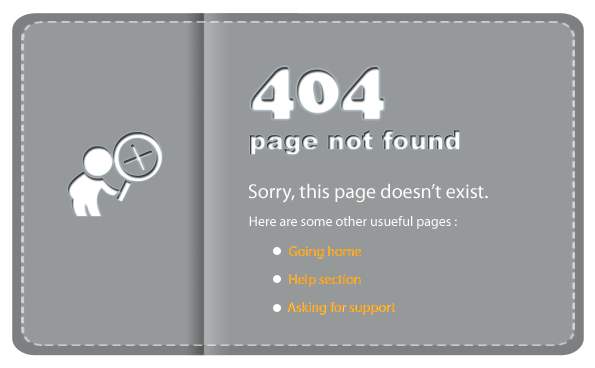 404
page not found
Sorry, this page doesn't exist.
Here are some other usueful pages :
Going home
Help section
Asking for support